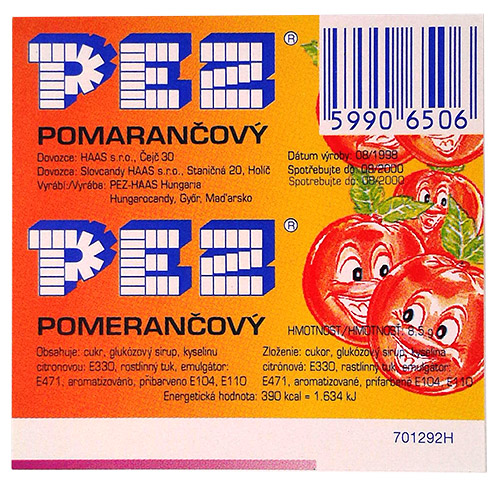 PEZ®
5990 6506
POMARANČOVÝ
Dovozce: HAAS s.r.o., Čejč 30
Dovozca: Slovcandy HAAS s.r.o., Staničná 20, Holíč
Vyrábí:/Vyrába: PEZ-HAAS Hungaria
Hungarocandy, Győr, Maďarsko
Dátum výroby: 08/1998
Spotřebujte do: 08/2000
Spotrebujte do: 08/2000
PEZ®
POMERANČOVÝ
HMOTNOST/HMOTNOSŤ: 8,5 g
Obsahuje: cukr, glukózový sirup, kyselinu
citronovou: E330, rostlinný tuk, emulgátor:
E471, aromatizováno, přibarveno E104, E110
Zloženie: cukor, glukózový sirup, kyselina
citrónová: E330, rastlinný tuk, emulgátor:
E471, aromatizované, prifarbené E104, E110
Energetická hodnota: 390 kcal = 1.634 kJ
701292H